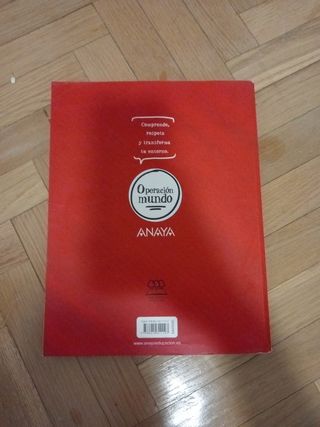 Comprende,
respeta
y transforma
tu entorno.
Operación
mundo
ANAYA
www.anayaeducacion.es